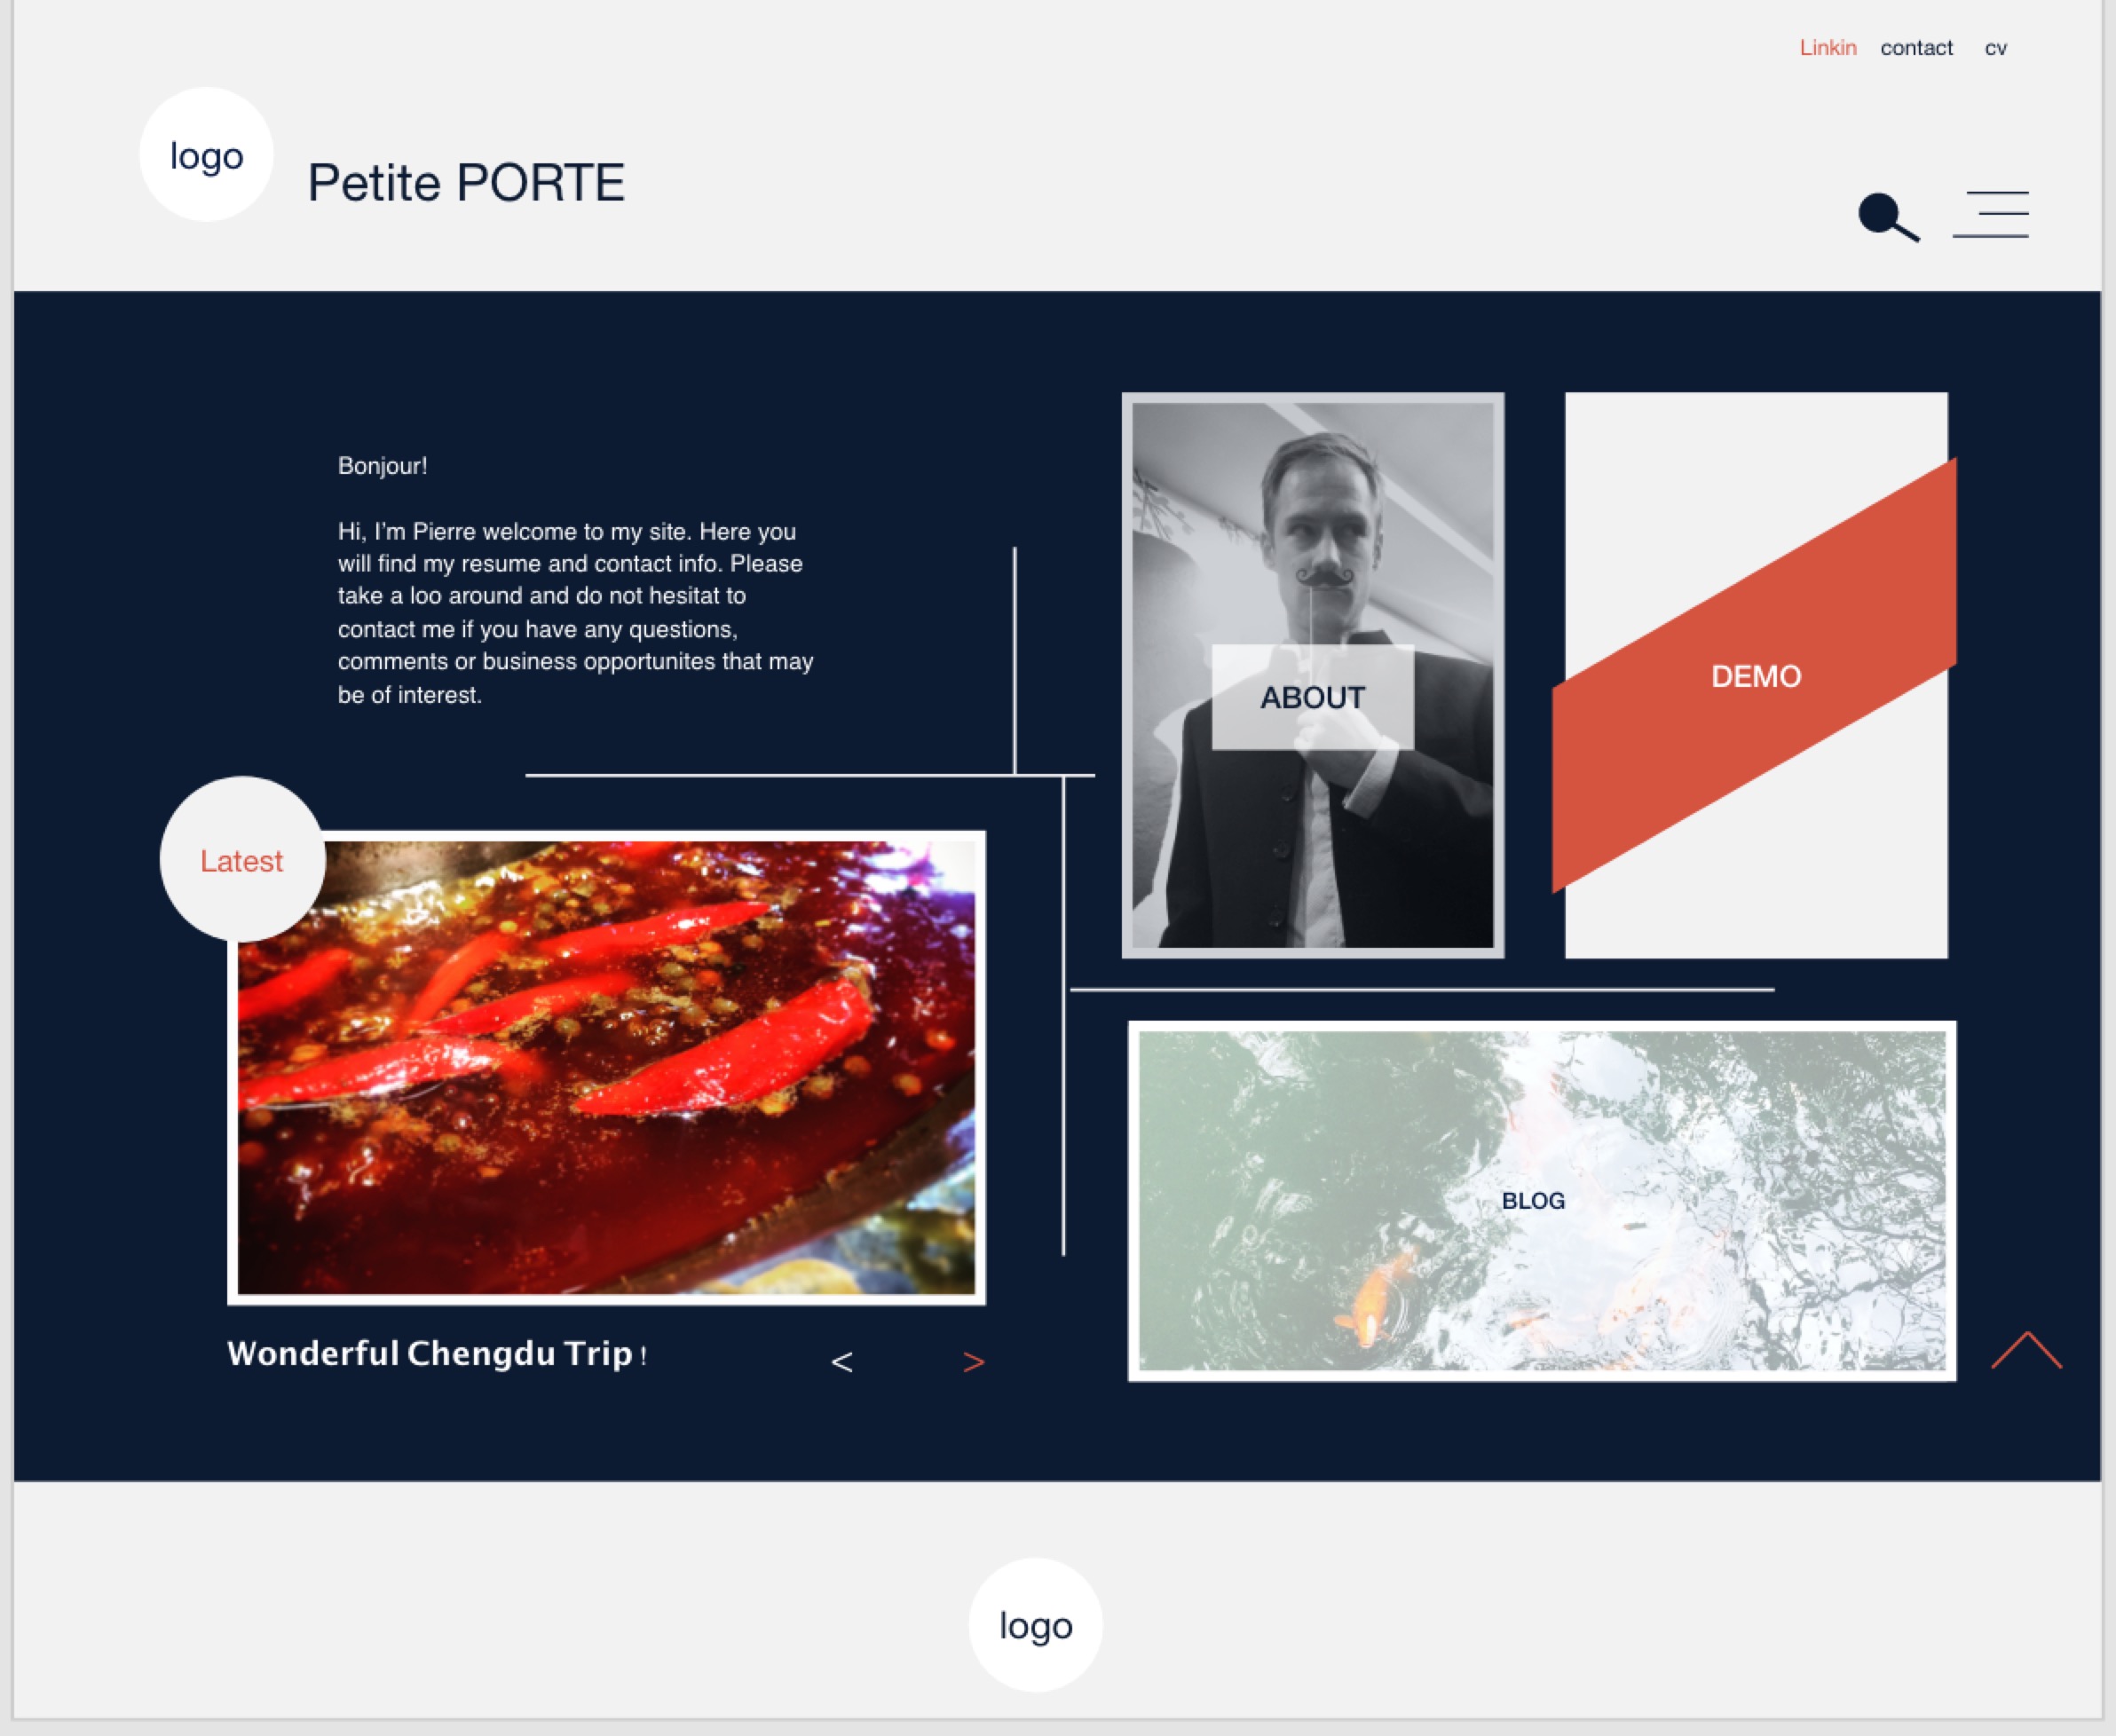 Linkin contact cv
logo
Petite PORTE
Bonjour!
Hi, I'm Pierre welcome to my site. Here you
will find my resume and contact info. Please
take a loo around and do not hesitat to
contact me if you have any questions,
comments or business opportunites that may
be of interest.
ABOUT
DEMO
Latest
BLOG
Wonderful Chengdu Trip !
< >
logo